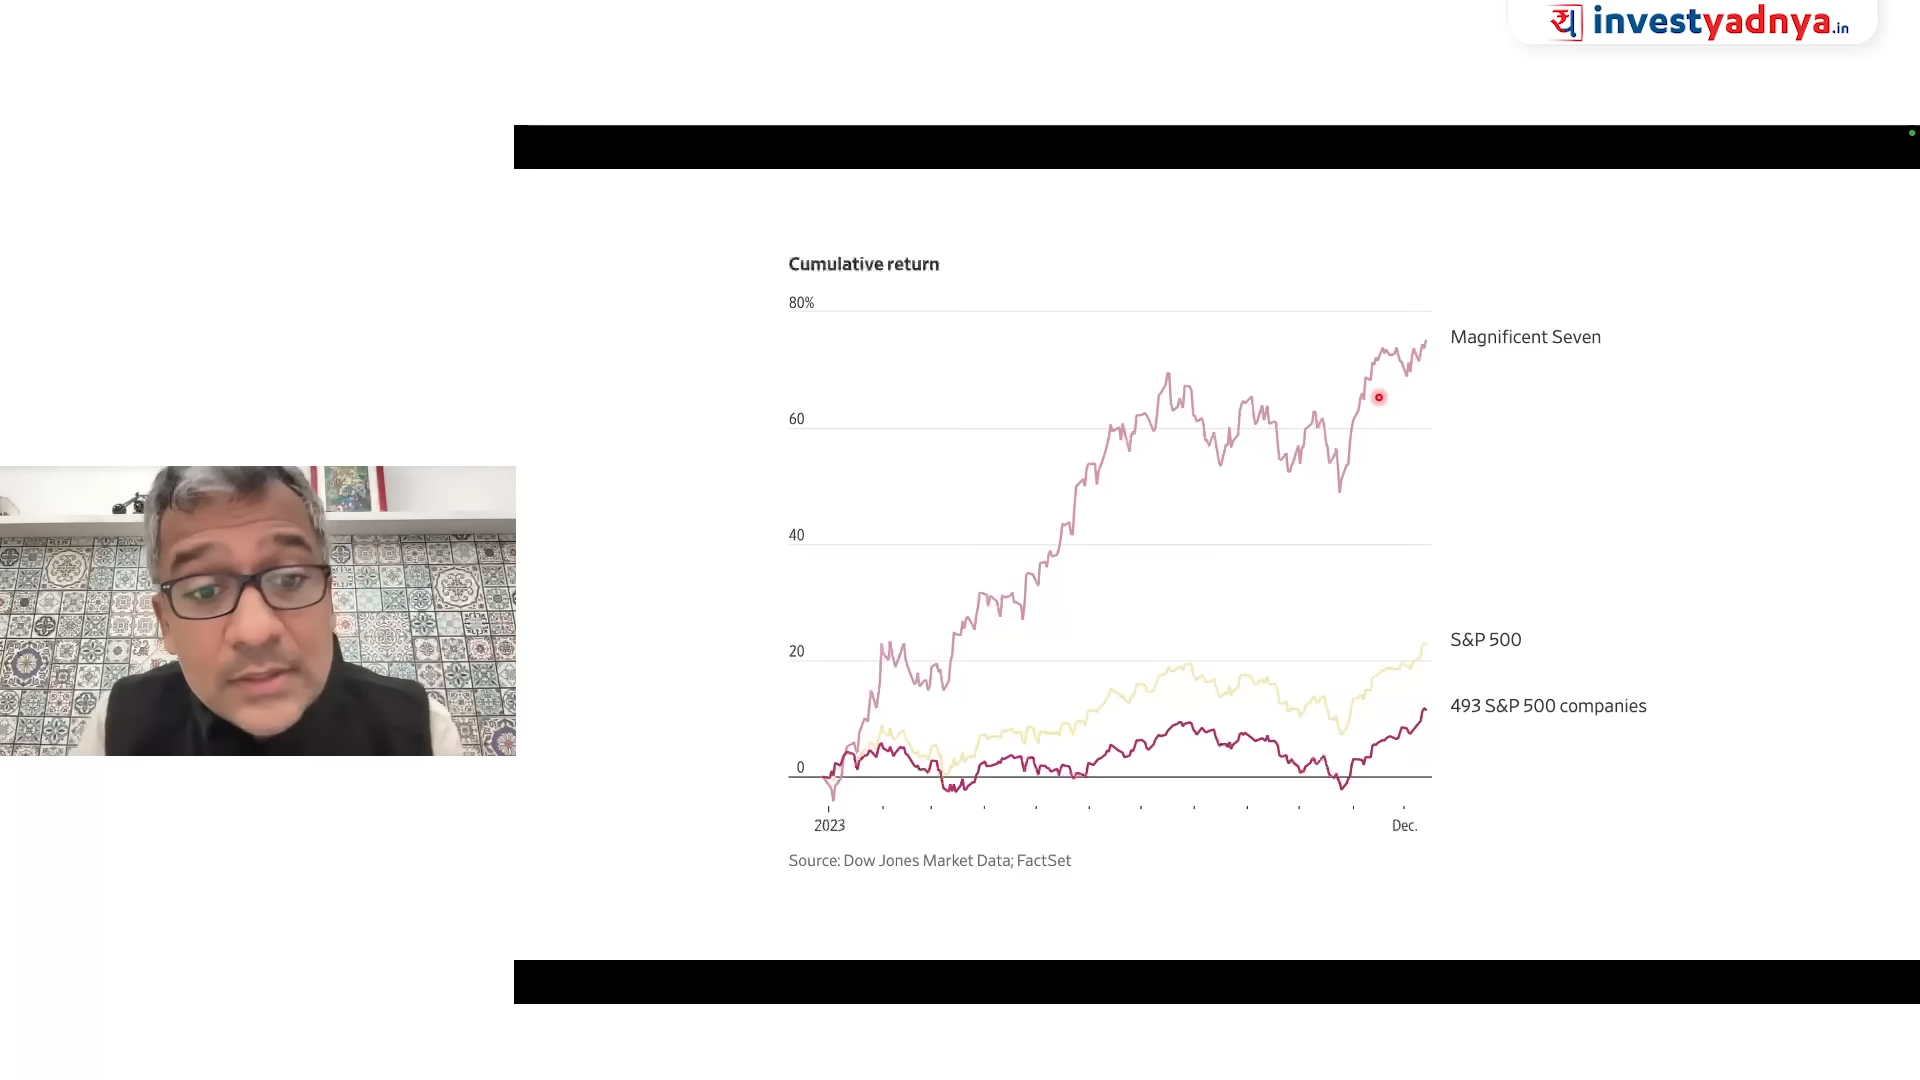 य investyadnya.in
Cumulative return
80%
Magnificent Seven
60
40
20
S&P 500
493 S&P 500 companies
0
2023
Dec.
Source: Dow Jones Market Data; FactSet